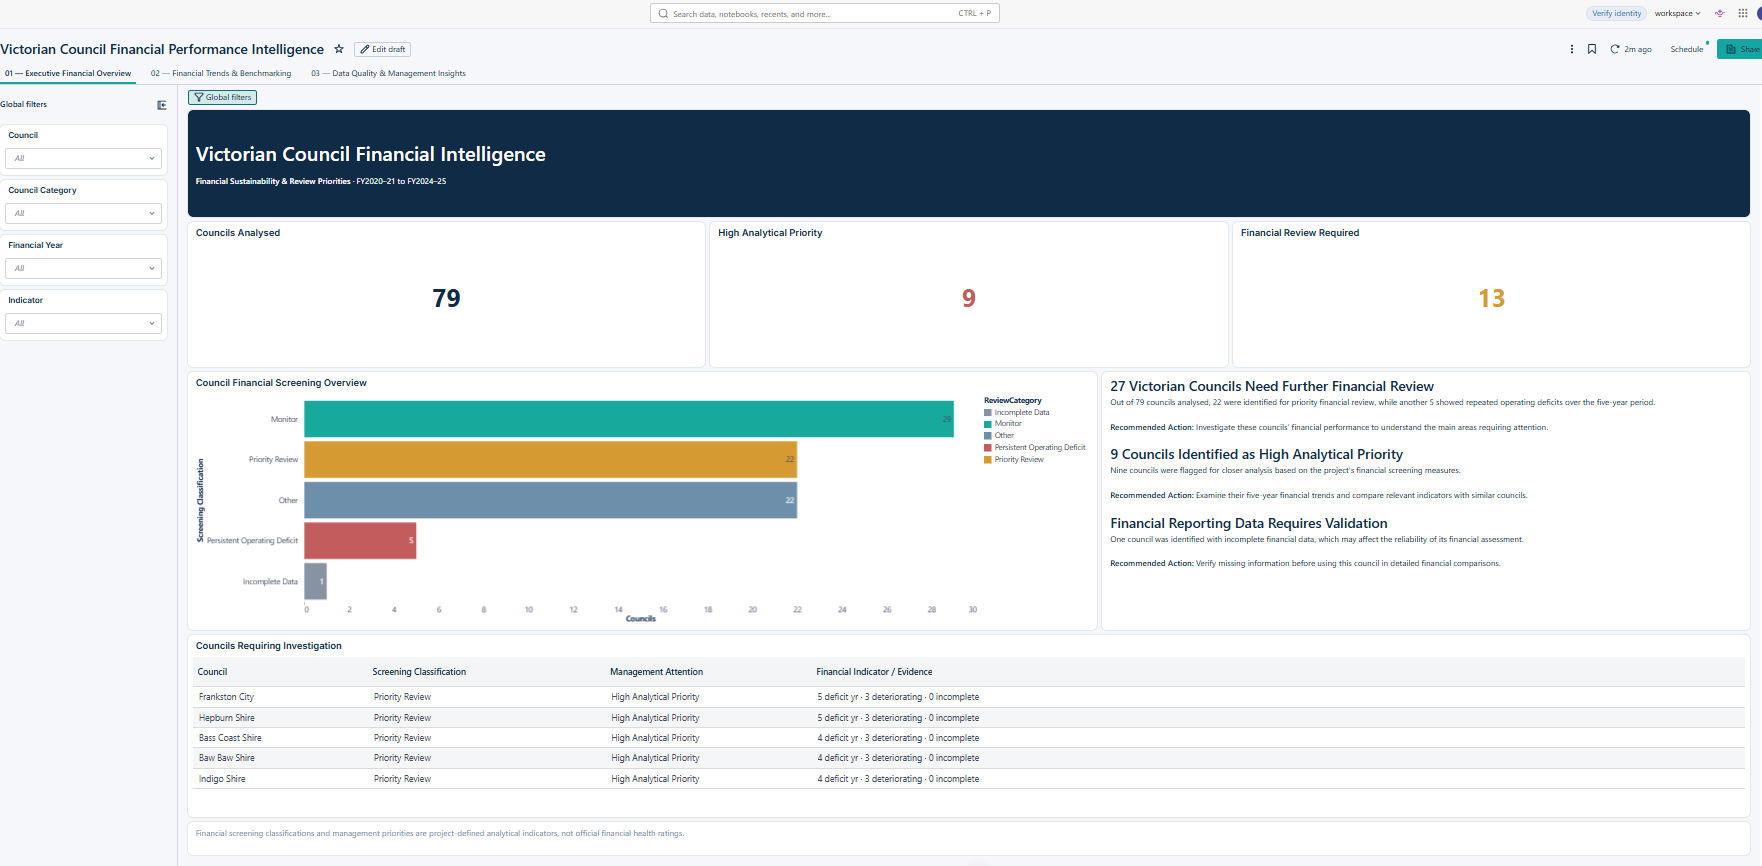 Search data, notebooks, recents, and more... CTRL + P
Verify identity workspace
Victorian Council Financial Performance Intelligence Edit draft
2m ago Schedule Share
01 — Executive Financial Overview 02 — Financial Trends & Benchmarking 03 — Data Quality & Management Insights
Global filters
Council
All
Council Category
All
Financial Year
All
Indicator
All
Global filters
Victorian Council Financial Intelligence
Financial Sustainability & Review Priorities · FY2020–21 to FY2024–25
Councils Analysed
79
High Analytical Priority
9
Financial Review Required
13
Council Financial Screening Overview
Screening Classification
Monitor 29
Priority Review 22
Other 22
Persistent Operating Deficit 5
Incomplete Data 1
0 2 4 6 8 10 12 14 16 18 20 22 24 26 28 30
Councils
ReviewCategory
Incomplete Data
Monitor
Other
Persistent Operating Deficit
Priority Review
27 Victorian Councils Need Further Financial Review
Out of 79 councils analysed, 22 were identified for priority financial review, while another 5 showed repeated operating deficits over the five-year period.
Recommended Action: Investigate these councils' financial performance to understand the main areas requiring attention.
9 Councils Identified as High Analytical Priority
Nine councils were flagged for closer analysis based on the project's financial screening measures.
Recommended Action: Examine their five-year financial trends and compare relevant indicators with similar councils.
Financial Reporting Data Requires Validation
One council was identified with incomplete financial data, which may affect the reliability of its financial assessment.
Recommended Action: Verify missing information before using this council in detailed financial comparisons.
Councils Requiring Investigation
Council Screening Classification Management Attention Financial Indicator / Evidence
Frankston City Priority Review High Analytical Priority 5 deficit yr · 3 deteriorating · 0 incomplete
Hepburn Shire Priority Review High Analytical Priority 5 deficit yr · 3 deteriorating · 0 incomplete
Bass Coast Shire Priority Review High Analytical Priority 4 deficit yr · 3 deteriorating · 0 incomplete
Baw Baw Shire Priority Review High Analytical Priority 4 deficit yr · 3 deteriorating · 0 incomplete
Indigo Shire Priority Review High Analytical Priority 4 deficit yr · 3 deteriorating · 0 incomplete
Financial screening classifications and management priorities are project-defined analytical indicators, not official financial health ratings.